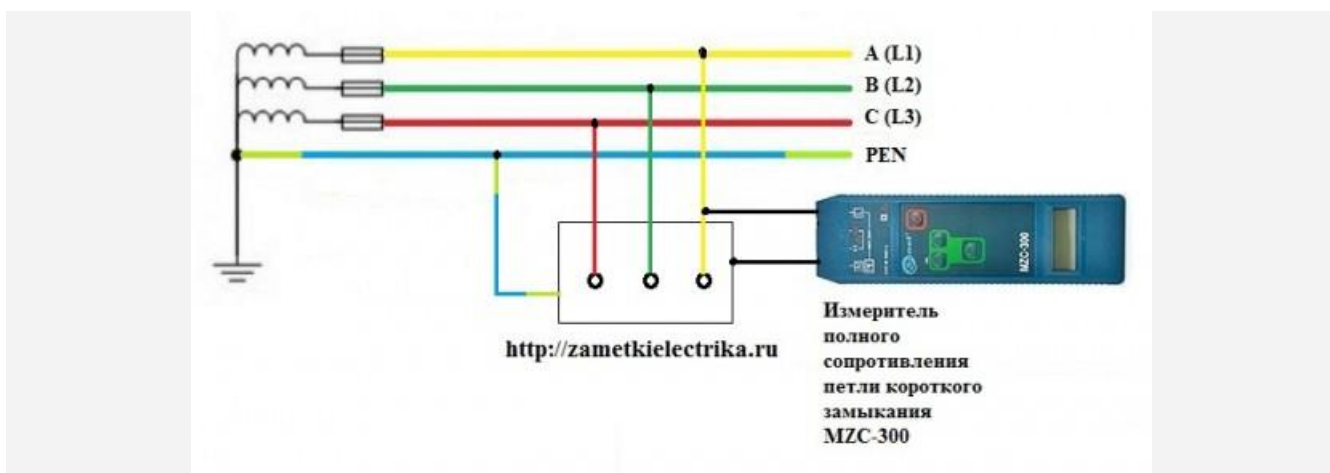 A (L1)
B (L2)
C (L3)
PEN
MZC-300
http://zametkielectrika.ru
Измеритель
полного
сопротивления
петли короткого
замыкания
MZC-300